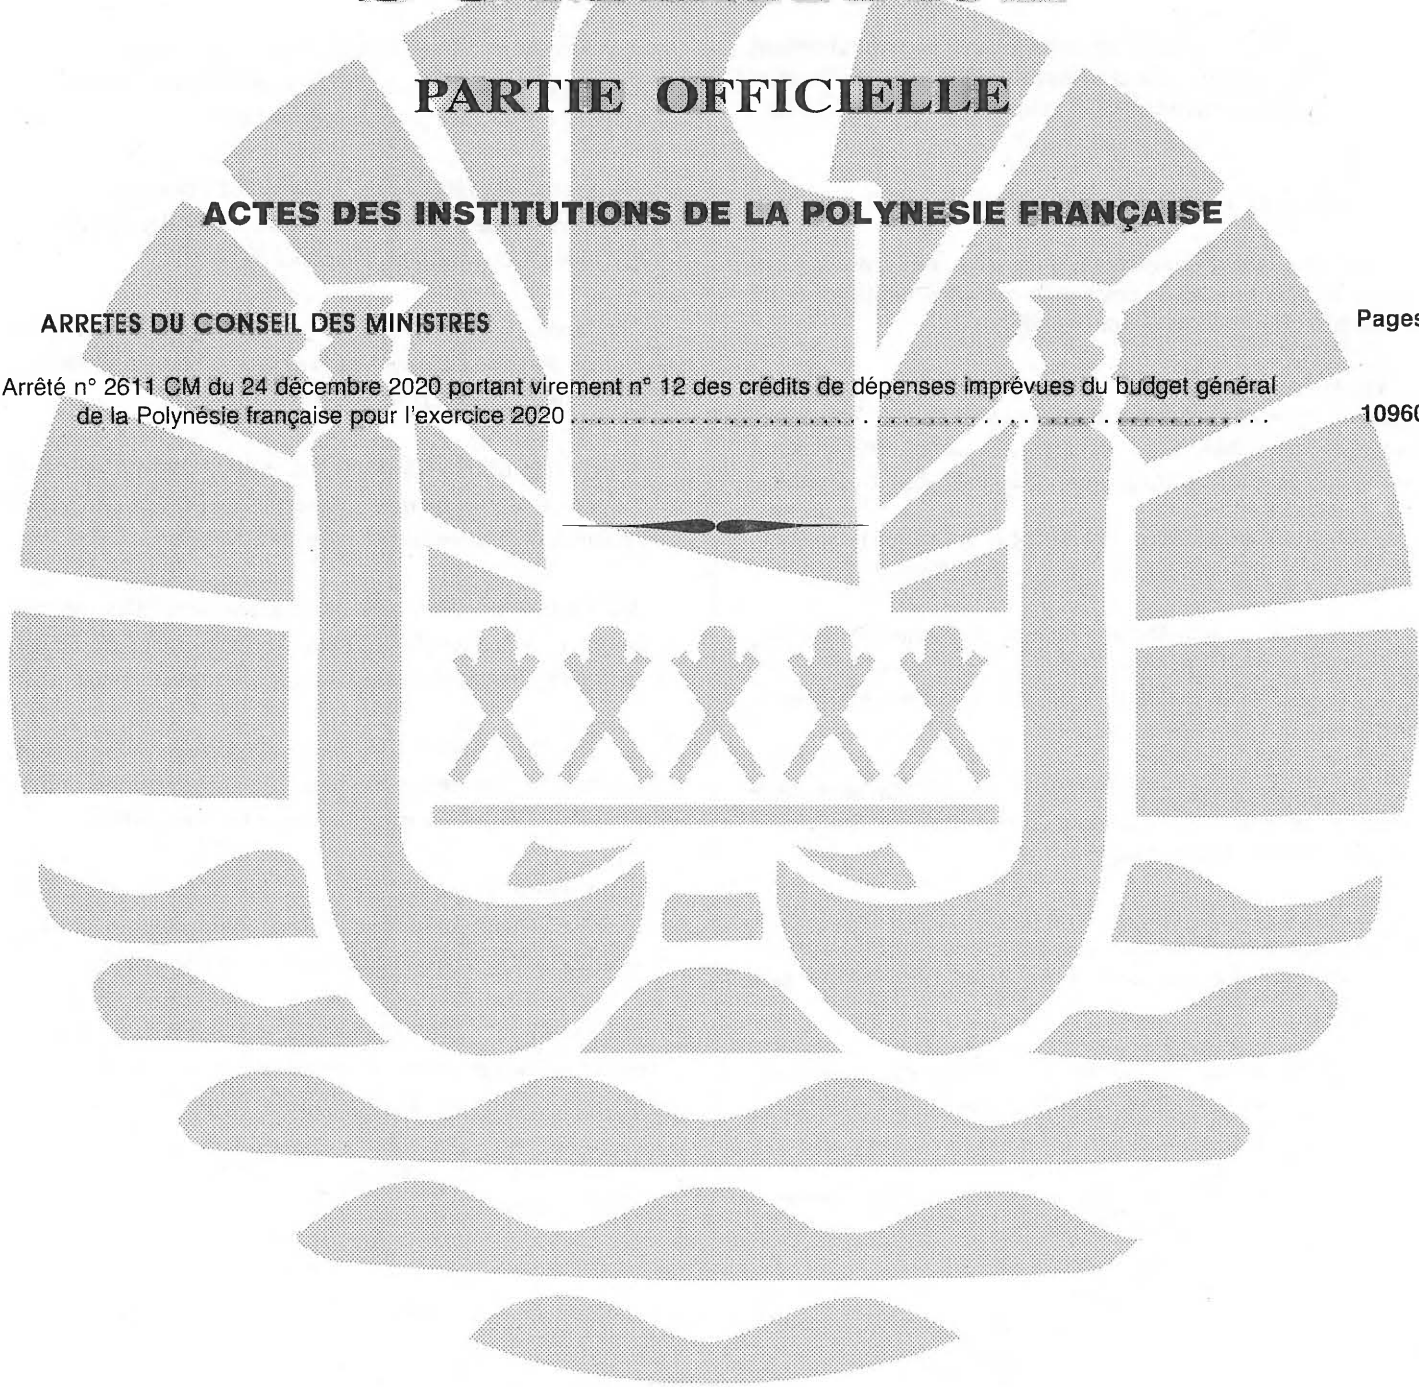 PARTIE OFFICIELLE
ACTES DES INSTITUTIONS DE LA POLYNESIE FRANÇAISE
ARRETES DU CONSEIL DES MINISTRES Pages
Arrêté n° 2611 CM du 24 décembre 2020 portant virement n° 12 des crédits de dépenses imprévues du budget général
de la Polynésie française pour l'exercice 2020 .................................................... 10960